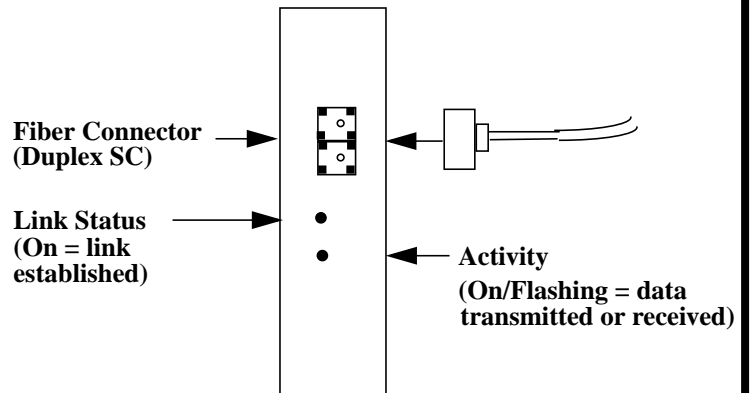 Fiber Connector
(Duplex SC)
Link Status
(On = link
established)
Activity
(On/Flashing = data
transmitted or received)